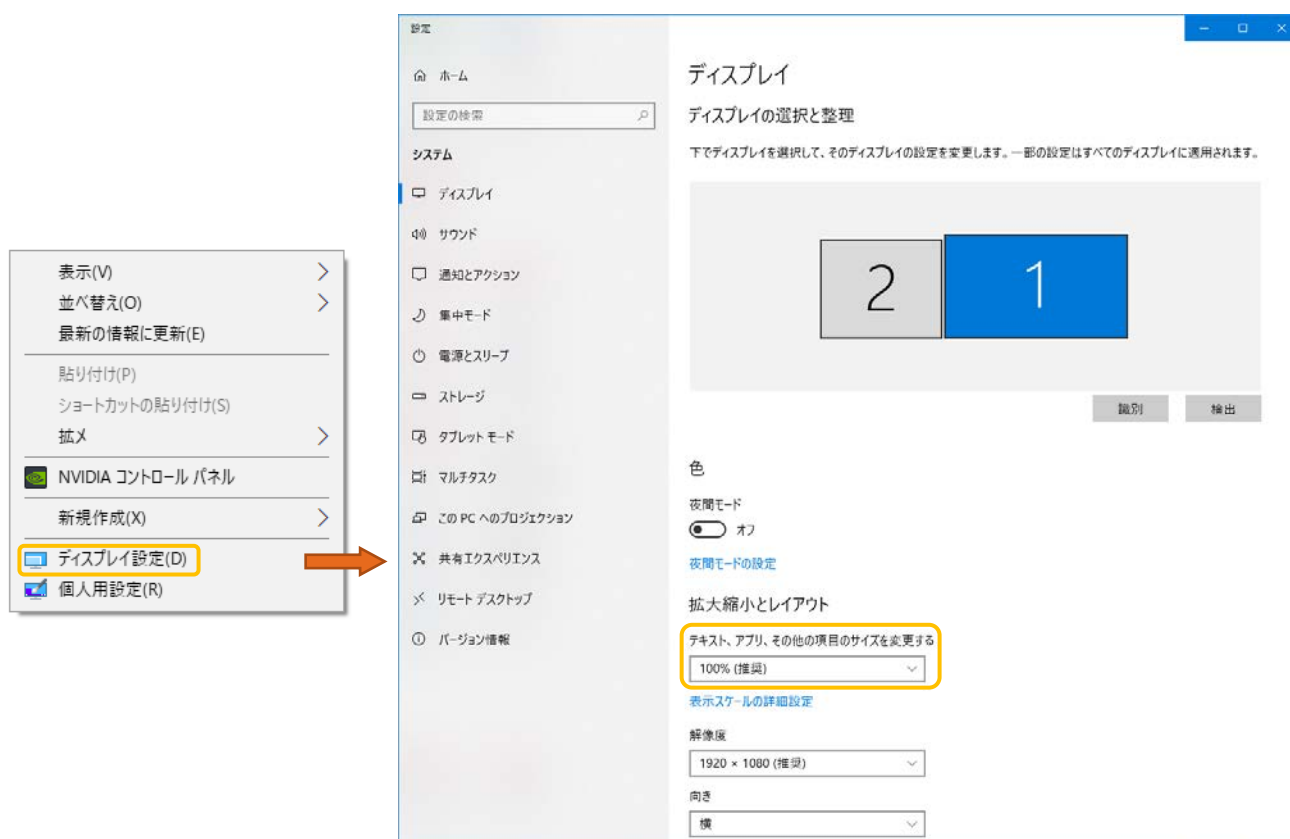 表示(V)
並べ替え(O)
最新の情報に更新(E)
貼り付け(P)
ショートカットの貼り付け(S)
拡メ
NVIDIA コントロール パネル
新規作成(X)
ディスプレイ設定(D)
個人用設定(R)
設定
ホーム
設定の検索
システム
ディスプレイ
サウンド
通知とアクション
集中モード
電源とスリープ
ストレージ
タブレット モード
マルチタスク
この PC へのプロジェクション
共有エクスペリエンス
リモート デスクトップ
バージョン情報
ディスプレイ
ディスプレイの選択と整理
下でディスプレイを選択して、そのディスプレイの設定を変更します。一部の設定はすべてのディスプレイに適用されます。
2
1
識別
検出
色
夜間モード
オフ
夜間モードの設定
拡大縮小とレイアウト
テキスト、アプリ、その他の項目のサイズを変更する
100% (推奨)
表示スケールの詳細設定
解像度
1920 × 1080 (推奨)
向き
横